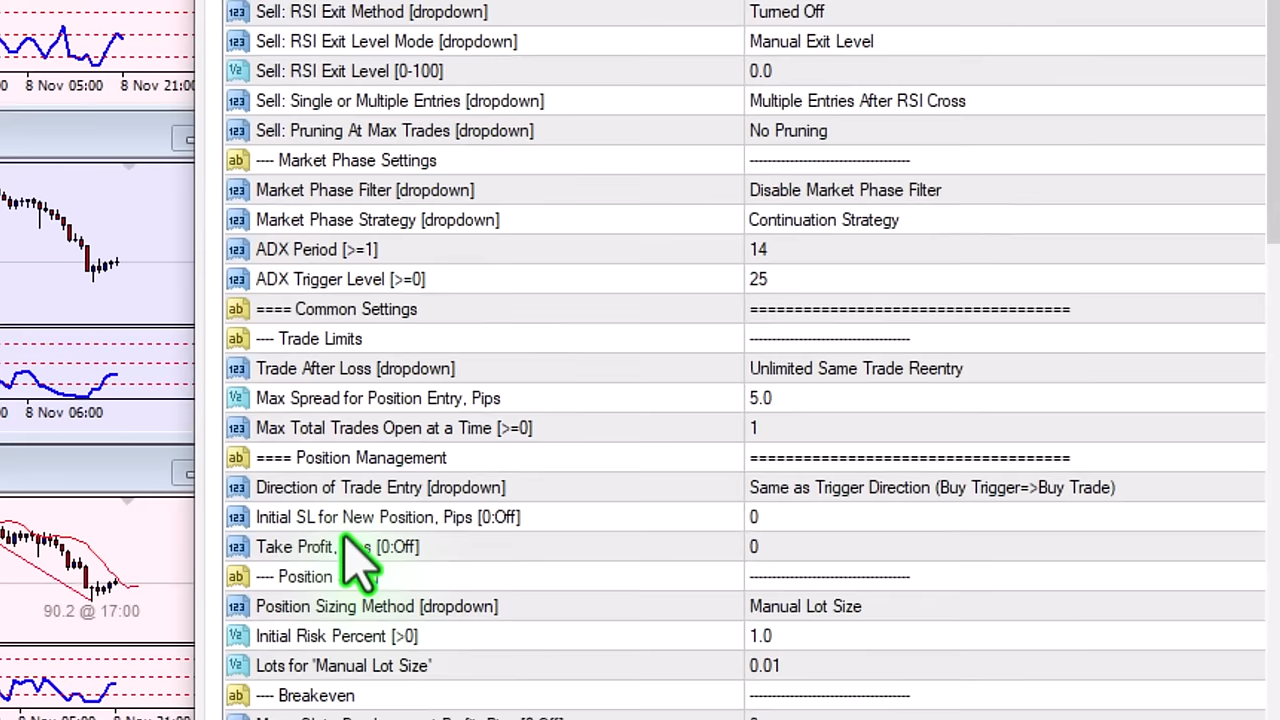 Sell: RSI Exit Method [dropdown] Turned Off
Sell: RSI Exit Level Mode [dropdown] Manual Exit Level
Sell: RSI Exit Level [0-100] 0.0
Sell: Single or Multiple Entries [dropdown] Multiple Entries After RSI Cross
Sell: Pruning At Max Trades [dropdown] No Pruning
---- Market Phase Settings -----------------------------------
Market Phase Filter [dropdown] Disable Market Phase Filter
Market Phase Strategy [dropdown] Continuation Strategy
ADX Period [>=1] 14
ADX Trigger Level [>=0] 25
==== Common Settings ===================================
---- Trade Limits -----------------------------------
Trade After Loss [dropdown] Unlimited Same Trade Reentry
Max Spread for Position Entry, Pips 5.0
Max Total Trades Open at a Time [>=0] 1
==== Position Management ===================================
Direction of Trade Entry [dropdown] Same as Trigger Direction (Buy Trigger=>Buy Trade)
Initial SL for New Position, Pips [0:Off] 0
Take Profit, [0:Off] 0
---- Position -----------------------------------
Position Sizing Method [dropdown] Manual Lot Size
Initial Risk Percent [>0] 1.0
Lots for 'Manual Lot Size' 0.01
---- Breakeven -----------------------------------
8 Nov 05:00 8 Nov 21:00
8 Nov 06:00
90.2 @ 17:00